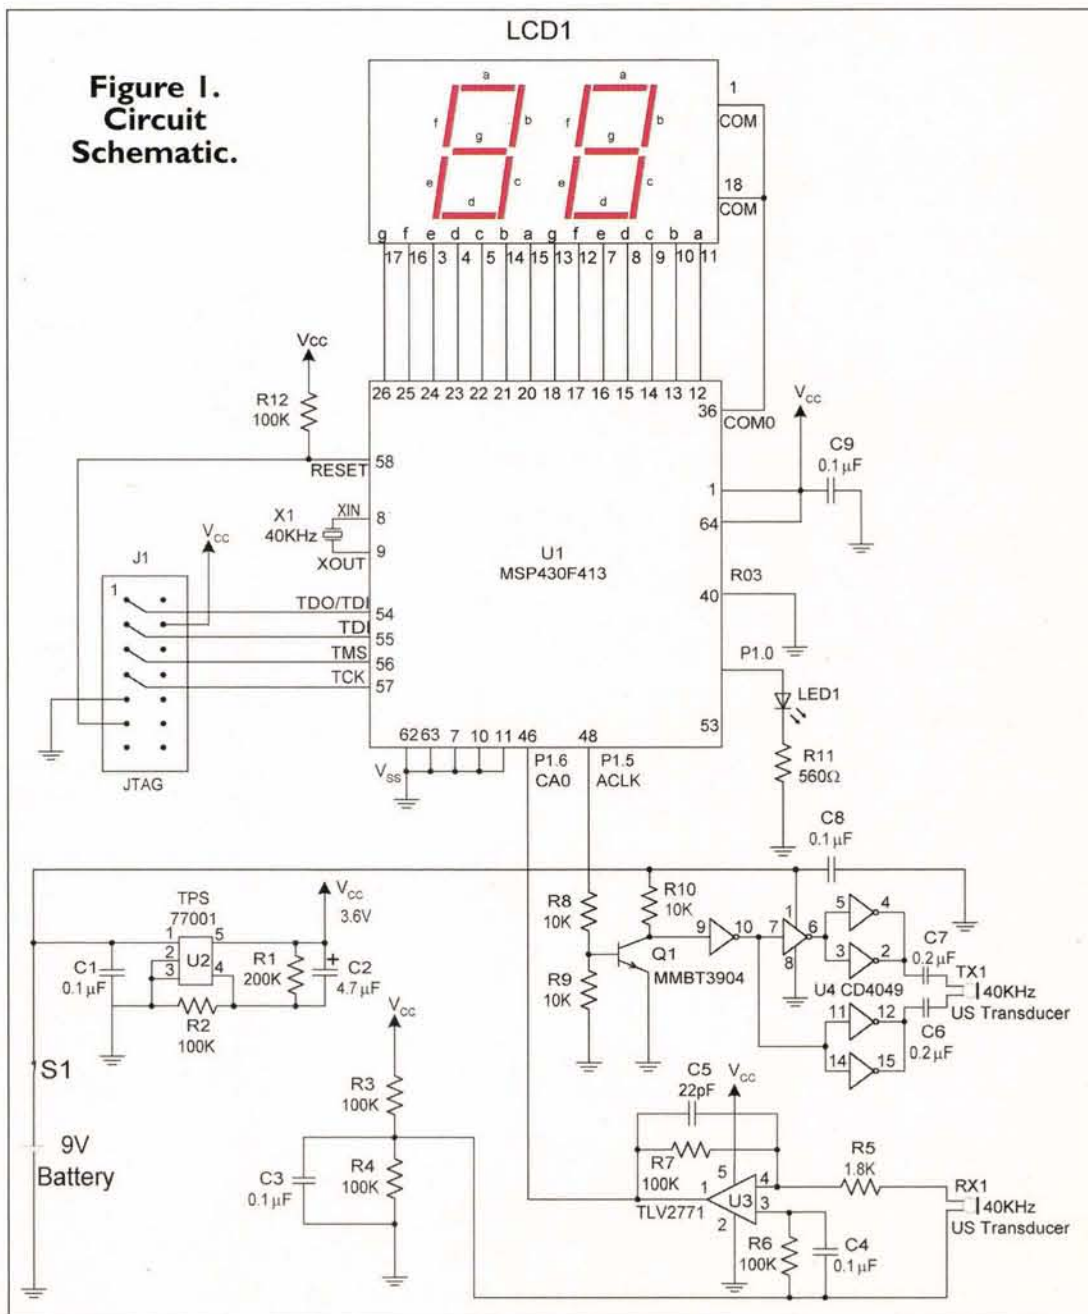 LCD1
Figure 1.
Circuit
Schematic.
a a
f b f b
g g
e c e c
d d
1
COM
18
COM
g f e d c b a g f e d c b a
17 16 3 4 5 14 15 13 12 7 8 9 10 11
Vcc
R12
100K
26 25 24 23 22 21 20 18 17 16 15 14 13 12
36
COM0
VCC
C9
0.1µF
58
RESET
1
64
X1
40KHz
XIN
8
9
XOUT
U1
MSP430F413
VCC
J1
1
TDO/TDI
54
TDI
55
TMS
56
TCK
57
JTAG
R03
40
P1.0
LED1
53
R11
560Ω
62 63 7 10 11 46 48
VSS
P1.6
CA0
P1.5
ACLK
C8
0.1µF
TPS
77001
VCC
3.6V
1
2
3
U2
5
4
C1
0.1µF
R1
200K
+
C2
4.7µF
R2
100K
R8
10K
R10
10K
R9
10K
Q1
MMBT3904
9 10
7 1 6
8
5 4
3 2
U4 CD4049
11 12
14 15
C7
0.2µF
C6
0.2µF
TX1
40KHz
US Transducer
S1
9V
Battery
VCC
R3
100K
R4
100K
C3
0.1µF
C5
22pF
VCC
R7
100K
1
5
4
3
2
U3
TLV2771
R5
1.8K
RX1
40KHz
US Transducer
R6
100K
C4
0.1µF